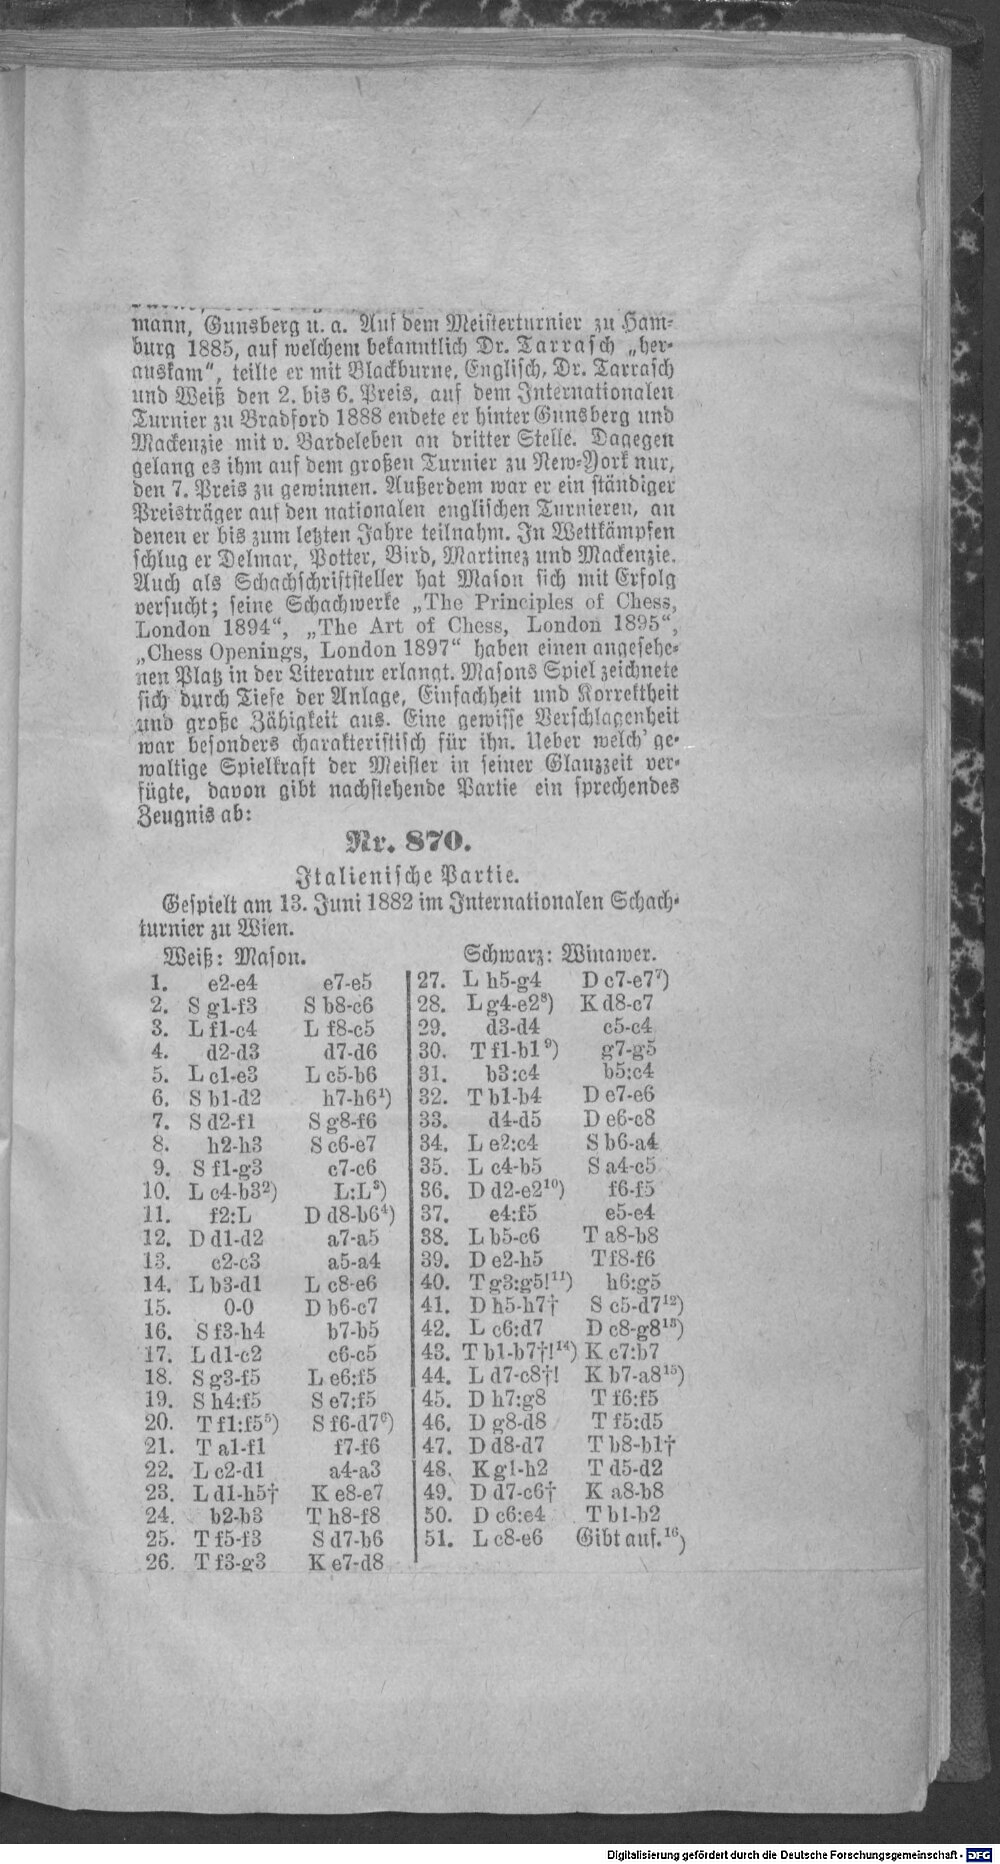 mann, Gunsberg u. a. Auf dem Meisterturnier zu Ham-
burg 1885, auf welchem bekanntlich Dr. Tarrasch „her-
auskam“, teilte er mit Blackburne, Englisch, Dr. Tarrasch
und Weiß den 2. bis 6. Preis, auf dem Internationalen
Turnier zu Bradford 1888 endete er hinter Gunsberg und
Mackenzie mit v. Bardeleben an dritter Stelle. Dagegen
gelang es ihm auf dem großen Turnier zu New-York nur,
den 7. Preis zu gewinnen. Außerdem war er ein ständiger
Preisträger auf den nationalen englischen Turnieren, an
denen er bis zum letzten Jahre teilnahm. In Wettkämpfen
schlug er Delmar, Potter, Bird, Martinez und Mackenzie.
Auch als Schachschriftsteller hat Mason sich mit Erfolg
versucht; seine Schachwerke „The Principles of Chess,
London 1894“, „The Art of Chess, London 1895“,
„Chess Openings, London 1897“ haben einen angesehe-
nen Platz in der Literatur erlangt. Masons Spiel zeichnete
sich durch Tiefe der Anlage, Einfachheit und Korrektheit
und große Zähigkeit aus. Eine gewisse Verschlagenheit
war besonders charakteristisch für ihn. Ueber welch' ge-
waltige Spielkraft der Meister in seiner Glanzzeit ver-
fügte, davon gibt nachstehende Partie ein sprechendes
Zeugnis ab:
Nr. 870.
Italienische Partie.
Gespielt am 13. Juni 1882 im Internationalen Schach-
turnier zu Wien.
Weiß: Mason. Schwarz: Winawer.
1. e2-e4 e7-e5
2. S g1-f3 S b8-c6
3. L f1-c4 L f8-c5
4. d2-d3 d7-d6
5. L c1-e3 L c5-b6
6. S b1-d2 h7-h6¹)
7. S d2-f1 S g8-f6
8. h2-h3 S c6-e7
9. S f1-g3 c7-c6
10. L c4-b3²) L:L³)
11. f2:L D d8-b6⁴)
12. D d1-d2 a7-a5
13. c2-c3 a5-a4
14. L b3-d1 L c8-e6
15. 0-0 D b6-c7
16. S f3-h4 b7-b5
17. L d1-c2 c6-c5
18. S g3-f5 L e6:f5
19. S h4:f5 S e7:f5
20. T f1:f5⁵) S f6-d7⁶)
21. T a1-f1 f7-f6
22. L c2-d1 a4-a3
23. L d1-h5† K e8-e7
24. b2-b3 T h8-f8
25. T f5-f3 S d7-b6
26. T f3-g3 K e7-d8
27. L h5-g4 D c7-e7⁷)
28. L g4-e2⁸) K d8-c7
29. d3-d4 c5-c4
30. T f1-b1⁹) g7-g5
31. b3:c4 b5:c4
32. T b1-b4 D e7-e6
33. d4-d5 D e6-c8
34. L e2:c4 S b6-a4
35. L c4-b5 S a4-c5
36. D d2-e2¹⁰) f6-f5
37. e4:f5 e5-e4
38. L b5-c6 T a8-b8
39. D e2-h5 T f8-f6
40. T g3:g5!¹¹) h6:g5
41. D h5-h7† S c5-d7¹²)
42. L c6:d7 D c8-g8¹³)
43. T b1-b7†!¹⁴) K c7:b7
44. L d7-c8†! K b7-a8¹⁵)
45. D h7:g8 T f6:f5
46. D g8-d8 T f5:d5
47. D d8-d7 T b8-b1†
48. K g1-h2 T d5-d2
49. D d7-c6† K a8-b8
50. D c6:e4 T b1-b2
51. L c8-e6 Gibt auf.¹⁶)
Digitalisierung gefördert durch die Deutsche Forschungsgemeinschaft - DFG